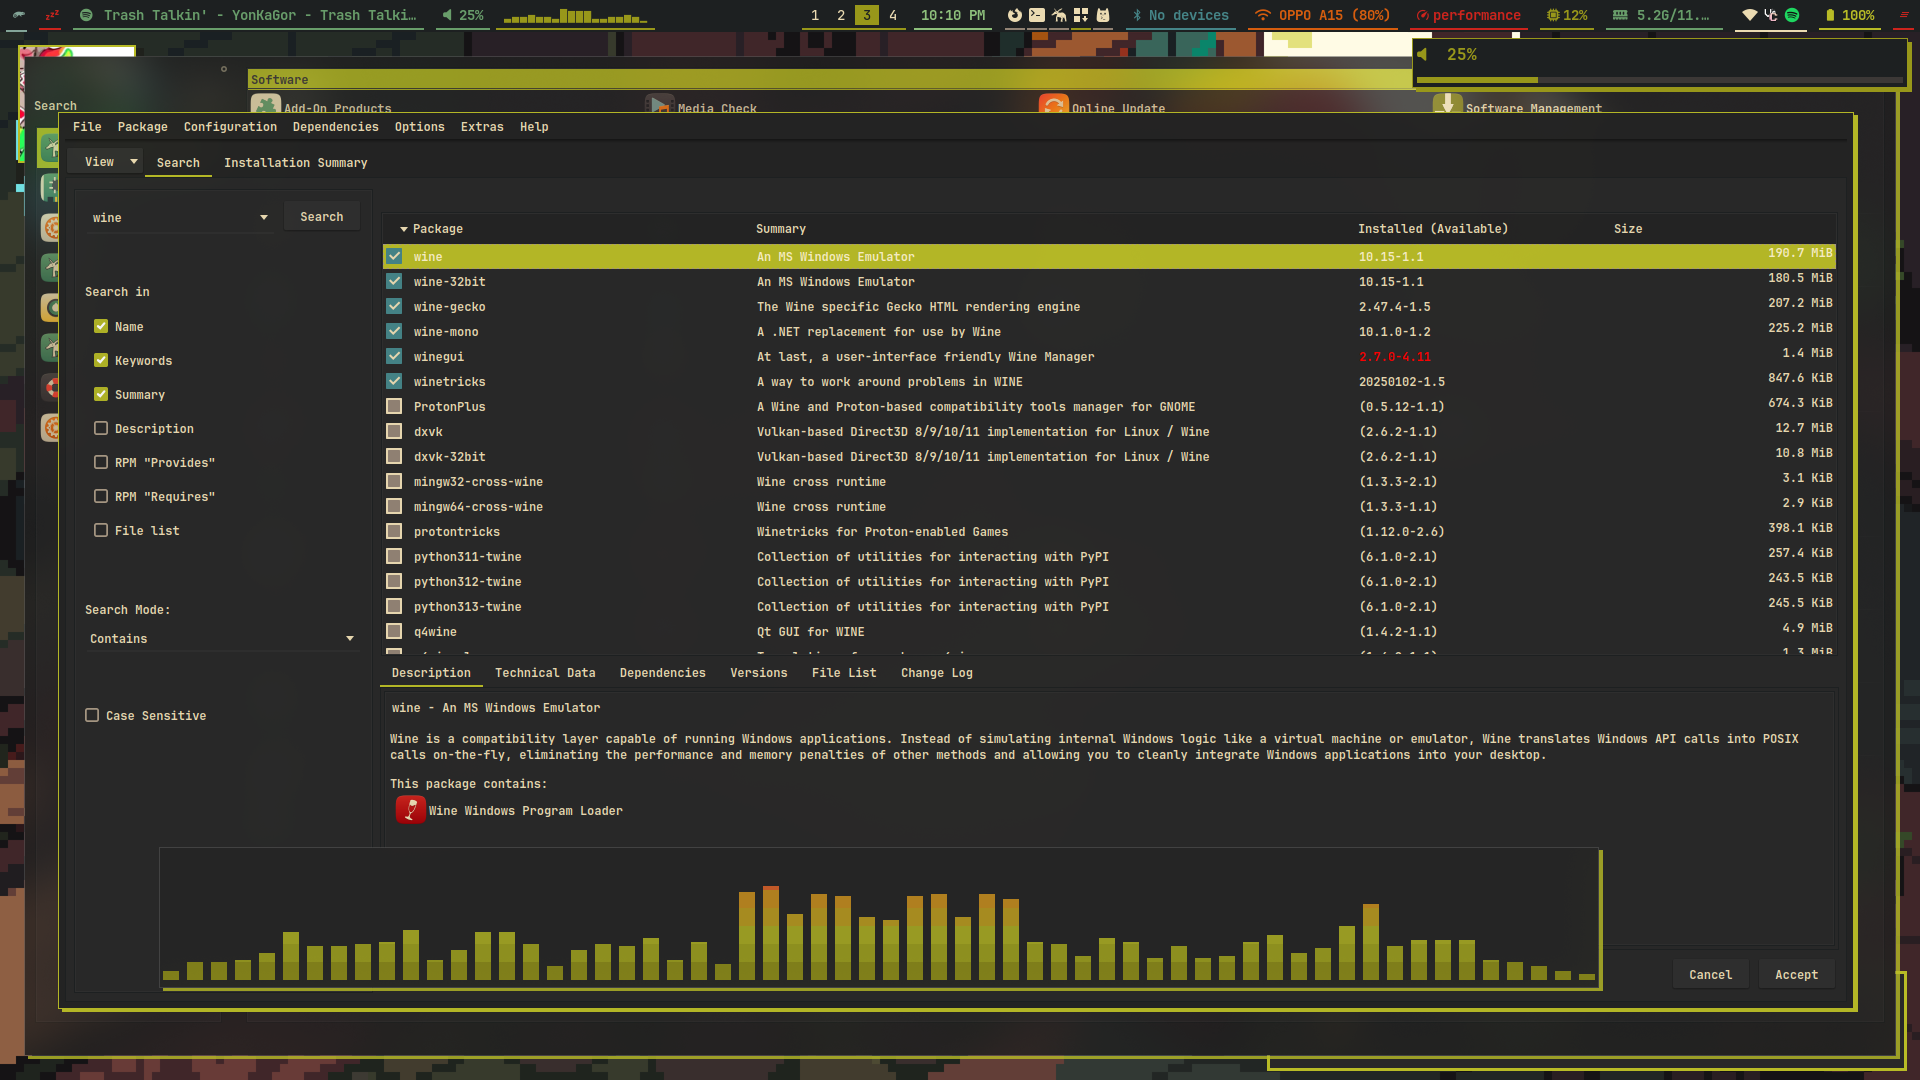 zzz Trash Talkin' - YonKaGor - Trash Talki… 25% 1 2 3 4 10:10 PM No devices OPPO A15 (80%) performance 12% 5.2G/11.… 100%
25%
Software
Search
Add-On Products Media Check Online Update Software Management
File Package Configuration Dependencies Options Extras Help
View Search Installation Summary
wine Search
Package Summary Installed (Available) Size
wine An MS Windows Emulator 10.15-1.1 190.7 MiB
wine-32bit An MS Windows Emulator 10.15-1.1 180.5 MiB
wine-gecko The Wine specific Gecko HTML rendering engine 2.47.4-1.5 207.2 MiB
wine-mono A .NET replacement for use by Wine 10.1.0-1.2 225.2 MiB
winegui At last, a user-interface friendly Wine Manager 2.7.0-4.11 1.4 MiB
winetricks A way to work around problems in WINE 20250102-1.5 847.6 KiB
ProtonPlus A Wine and Proton-based compatibility tools manager for GNOME (0.5.12-1.1) 674.3 KiB
dxvk Vulkan-based Direct3D 8/9/10/11 implementation for Linux / Wine (2.6.2-1.1) 12.7 MiB
dxvk-32bit Vulkan-based Direct3D 8/9/10/11 implementation for Linux / Wine (2.6.2-1.1) 10.8 MiB
mingw32-cross-wine Wine cross runtime (1.3.3-2.1) 3.1 KiB
mingw64-cross-wine Wine cross runtime (1.3.3-1.1) 2.9 KiB
protontricks Winetricks for Proton-enabled Games (1.12.0-2.6) 398.1 KiB
python311-twine Collection of utilities for interacting with PyPI (6.1.0-2.1) 257.4 KiB
python312-twine Collection of utilities for interacting with PyPI (6.1.0-2.1) 243.5 KiB
python313-twine Collection of utilities for interacting with PyPI (6.1.0-2.1) 245.5 KiB
q4wine Qt GUI for WINE (1.4.2-1.1) 4.9 MiB
1.3 MiB
Search in
Name
Keywords
Summary
Description
RPM "Provides"
RPM "Requires"
File list
Search Mode:
Contains
Case Sensitive
Description Technical Data Dependencies Versions File List Change Log
wine - An MS Windows Emulator
Wine is a compatibility layer capable of running Windows applications. Instead of simulating internal Windows logic like a virtual machine or emulator, Wine translates Windows API calls into POSIX
calls on-the-fly, eliminating the performance and memory penalties of other methods and allowing you to cleanly integrate Windows applications into your desktop.
This package contains:
Wine Windows Program Loader
Cancel Accept